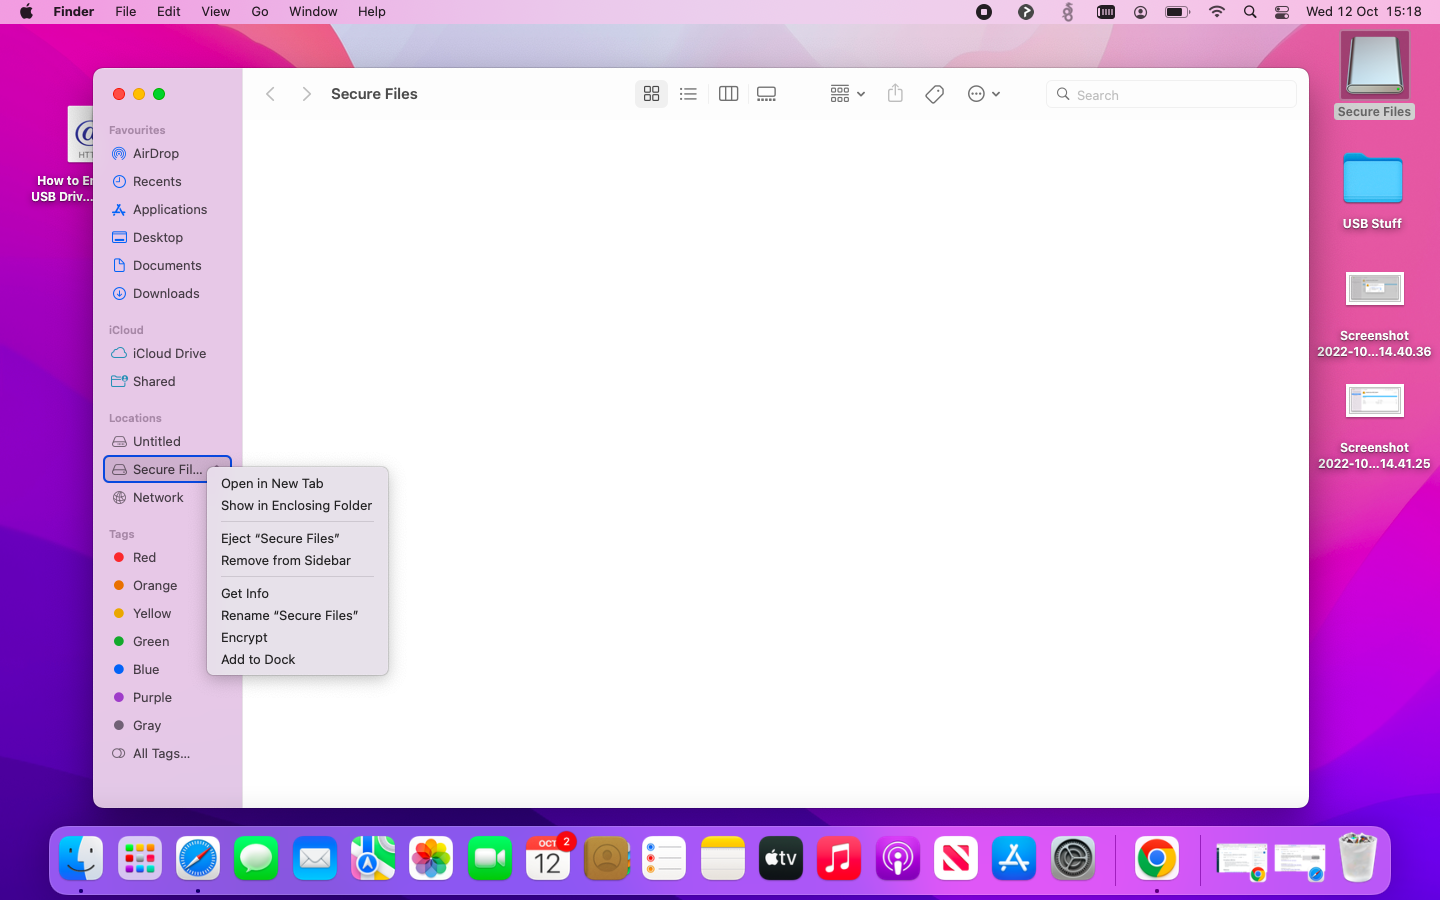 Finder File Edit View Go Window Help
Wed 12 Oct 15:18
Secure Files
Search
Favourites
AirDrop
Recents
Applications
Desktop
Documents
Downloads
iCloud
iCloud Drive
Shared
Locations
Untitled
Secure Fil...
Network
Tags
Red
Orange
Yellow
Green
Blue
Purple
Gray
All Tags...
Open in New Tab
Show in Enclosing Folder
Eject “Secure Files”
Remove from Sidebar
Get Info
Rename “Secure Files”
Encrypt
Add to Dock
HTT
How to En
USB Driv...
Secure Files
USB Stuff
Screenshot
2022-10...14.40.36
Screenshot
2022-10...14.41.25
OCT
2
12
tv